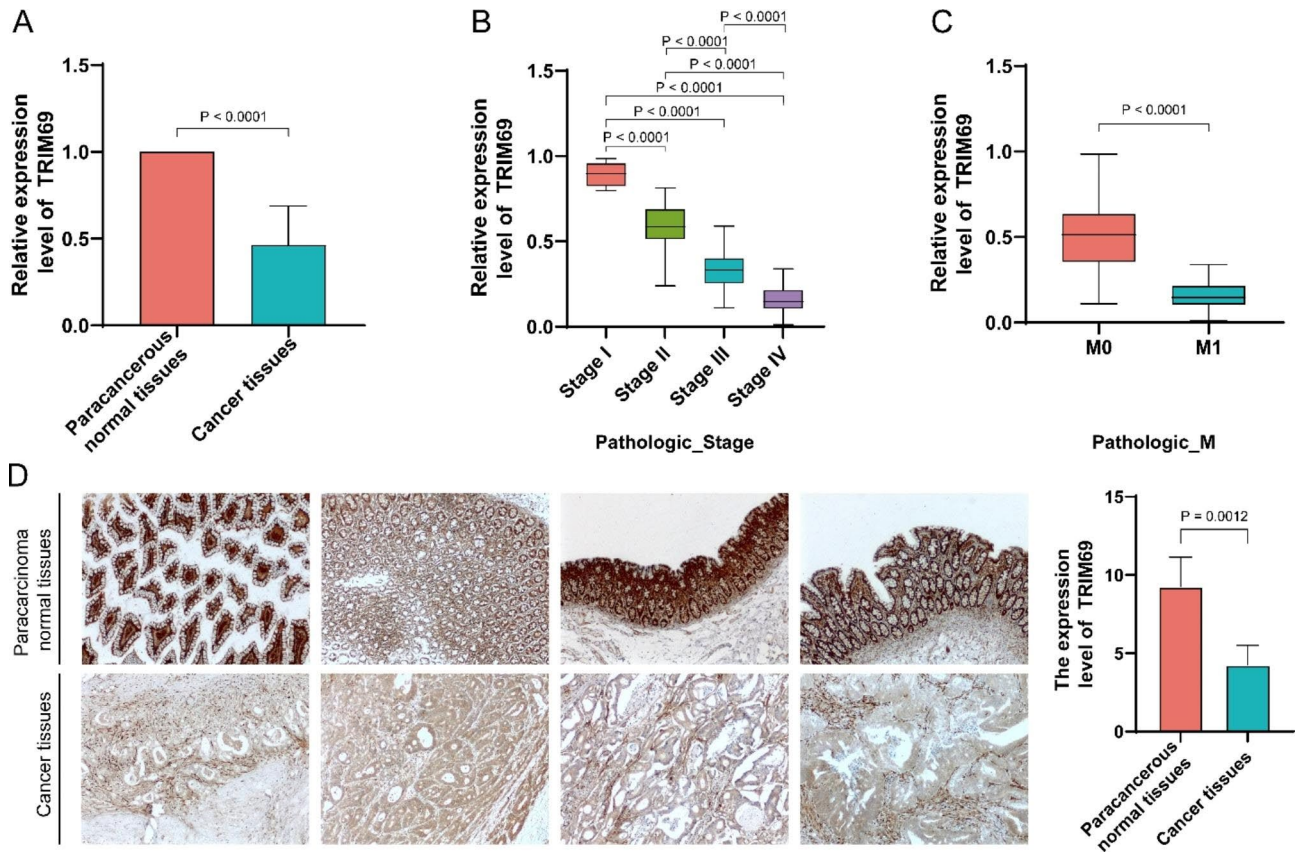 A
Relative expression
level of TRIM69
1.5
1.0
0.5
0.0
P < 0.0001
Paracancerous
normal tissues
Cancer tissues
B
Relative expression
level of TRIM69
1.5
1.0
0.5
0.0
P < 0.0001
P < 0.0001
P < 0.0001
P < 0.0001
P < 0.0001
P < 0.0001
Stage I
Stage II
Stage III
Stage IV
Pathologic_Stage
C
Relative expression
level of TRIM69
1.5
1.0
0.5
0.0
P < 0.0001
M0
M1
Pathologic_M
D
Paracarcinoma
normal tissues
Cancer tissues
The expression
level of TRIM69
15
10
5
0
P = 0.0012
Paracancerous
normal tissues
Cancer tissues